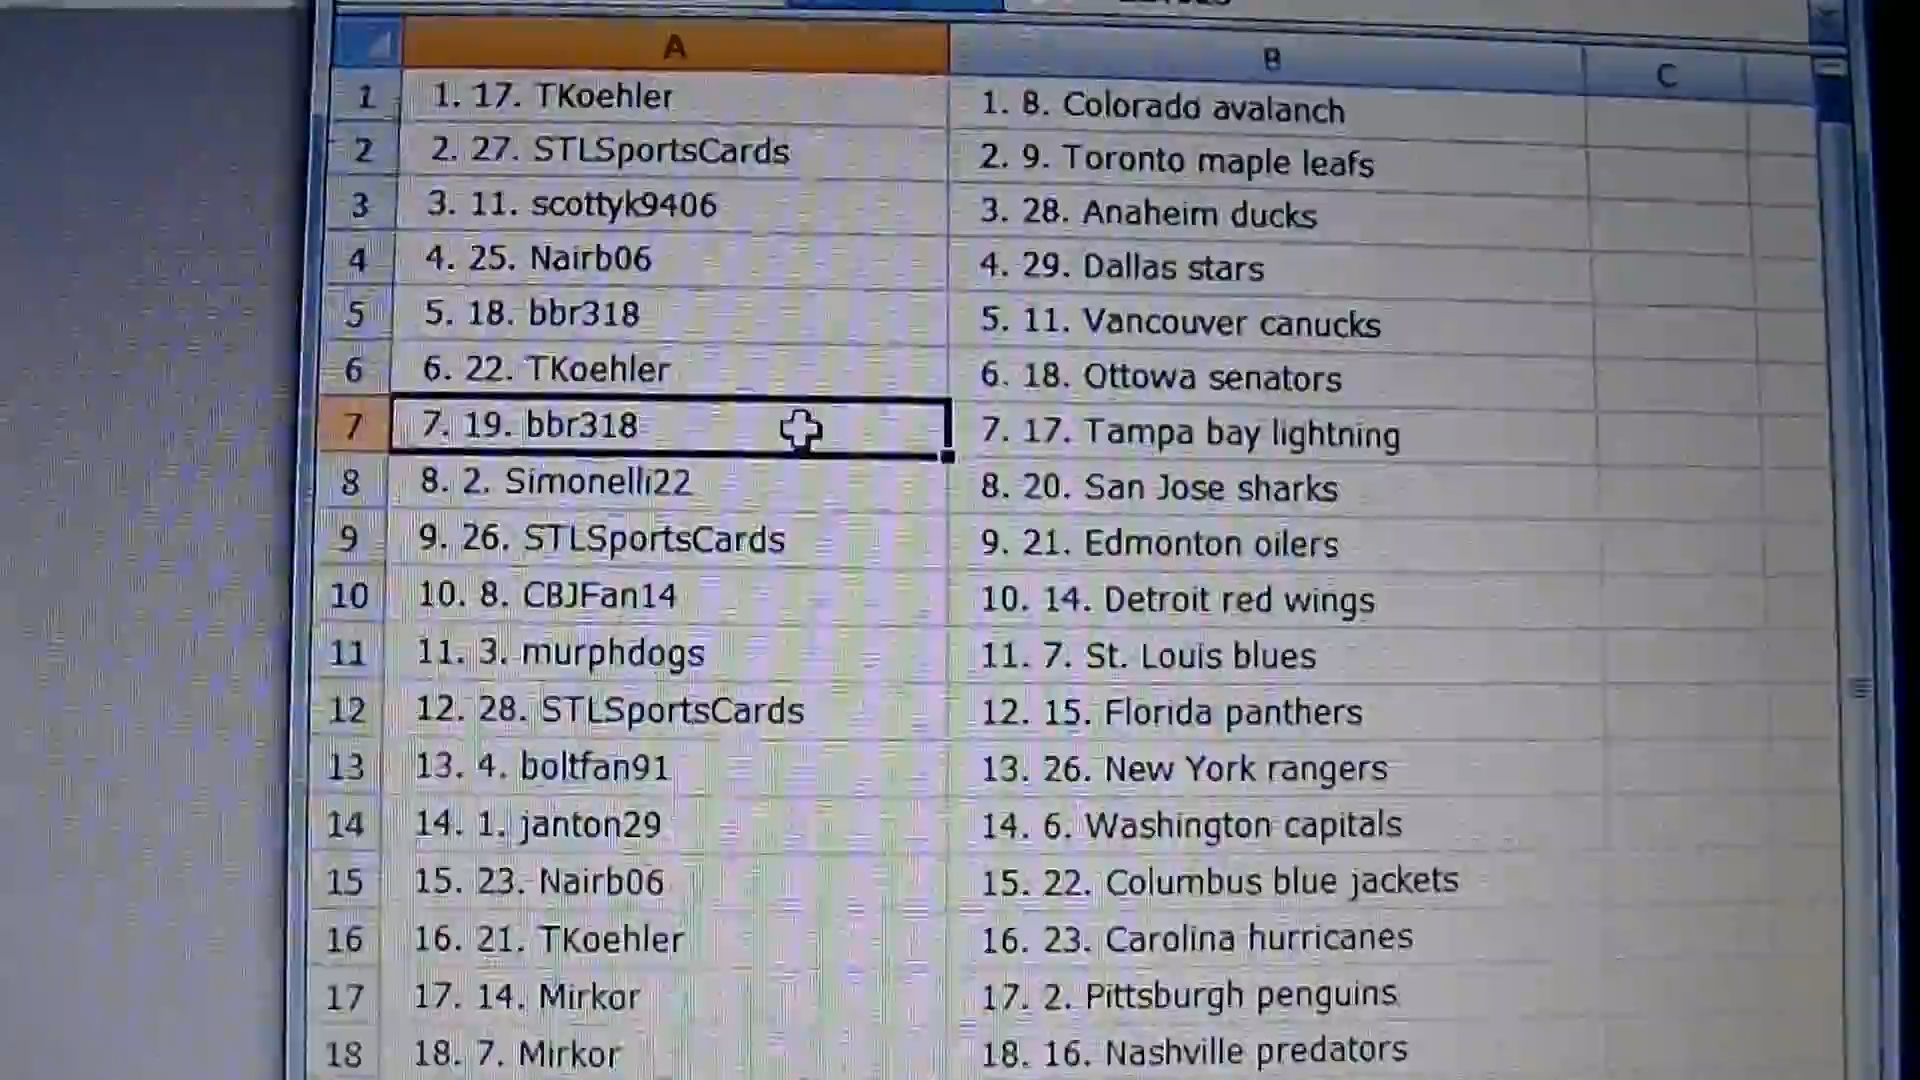 A B C
1 1. 17. TKoehler 1. 8. Colorado avalanch
2 2. 27. STLSportsCards 2. 9. Toronto maple leafs
3 3. 11. scottyk9406 3. 28. Anaheim ducks
4 4. 25. Nairb06 4. 29. Dallas stars
5 5. 18. bbr318 5. 11. Vancouver canucks
6 6. 22. TKoehler 6. 18. Ottowa senators
7 7. 19. bbr318 7. 17. Tampa bay lightning
8 8. 2. Simonelli22 8. 20. San Jose sharks
9 9. 26. STLSportsCards 9. 21. Edmonton oilers
10 10. 8. CBJFan14 10. 14. Detroit red wings
11 11. 3. murphdogs 11. 7. St. Louis blues
12 12. 28. STLSportsCards 12. 15. Florida panthers
13 13. 4. boltfan91 13. 26. New York rangers
14 14. 1. janton29 14. 6. Washington capitals
15 15. 23. Nairb06 15. 22. Columbus blue jackets
16 16. 21. TKoehler 16. 23. Carolina hurricanes
17 17. 14. Mirkor 17. 2. Pittsburgh penguins
18 18. 7. Mirkor 18. 16. Nashville predators